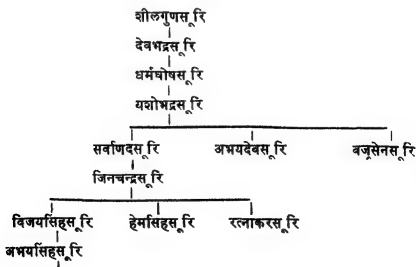 शीलगुणसूरि
देवभद्रसूरि
धर्मघोषसूरि
यशोभद्रसूरि
सर्वाणदसूरि अभयदेवसूरि वज्रसेनसूरि
जिनचन्द्रसूरि
विजयसिंहसूरि हेमसिंहसूरि रत्नाकरसूरि
अभयसिंहसूरि